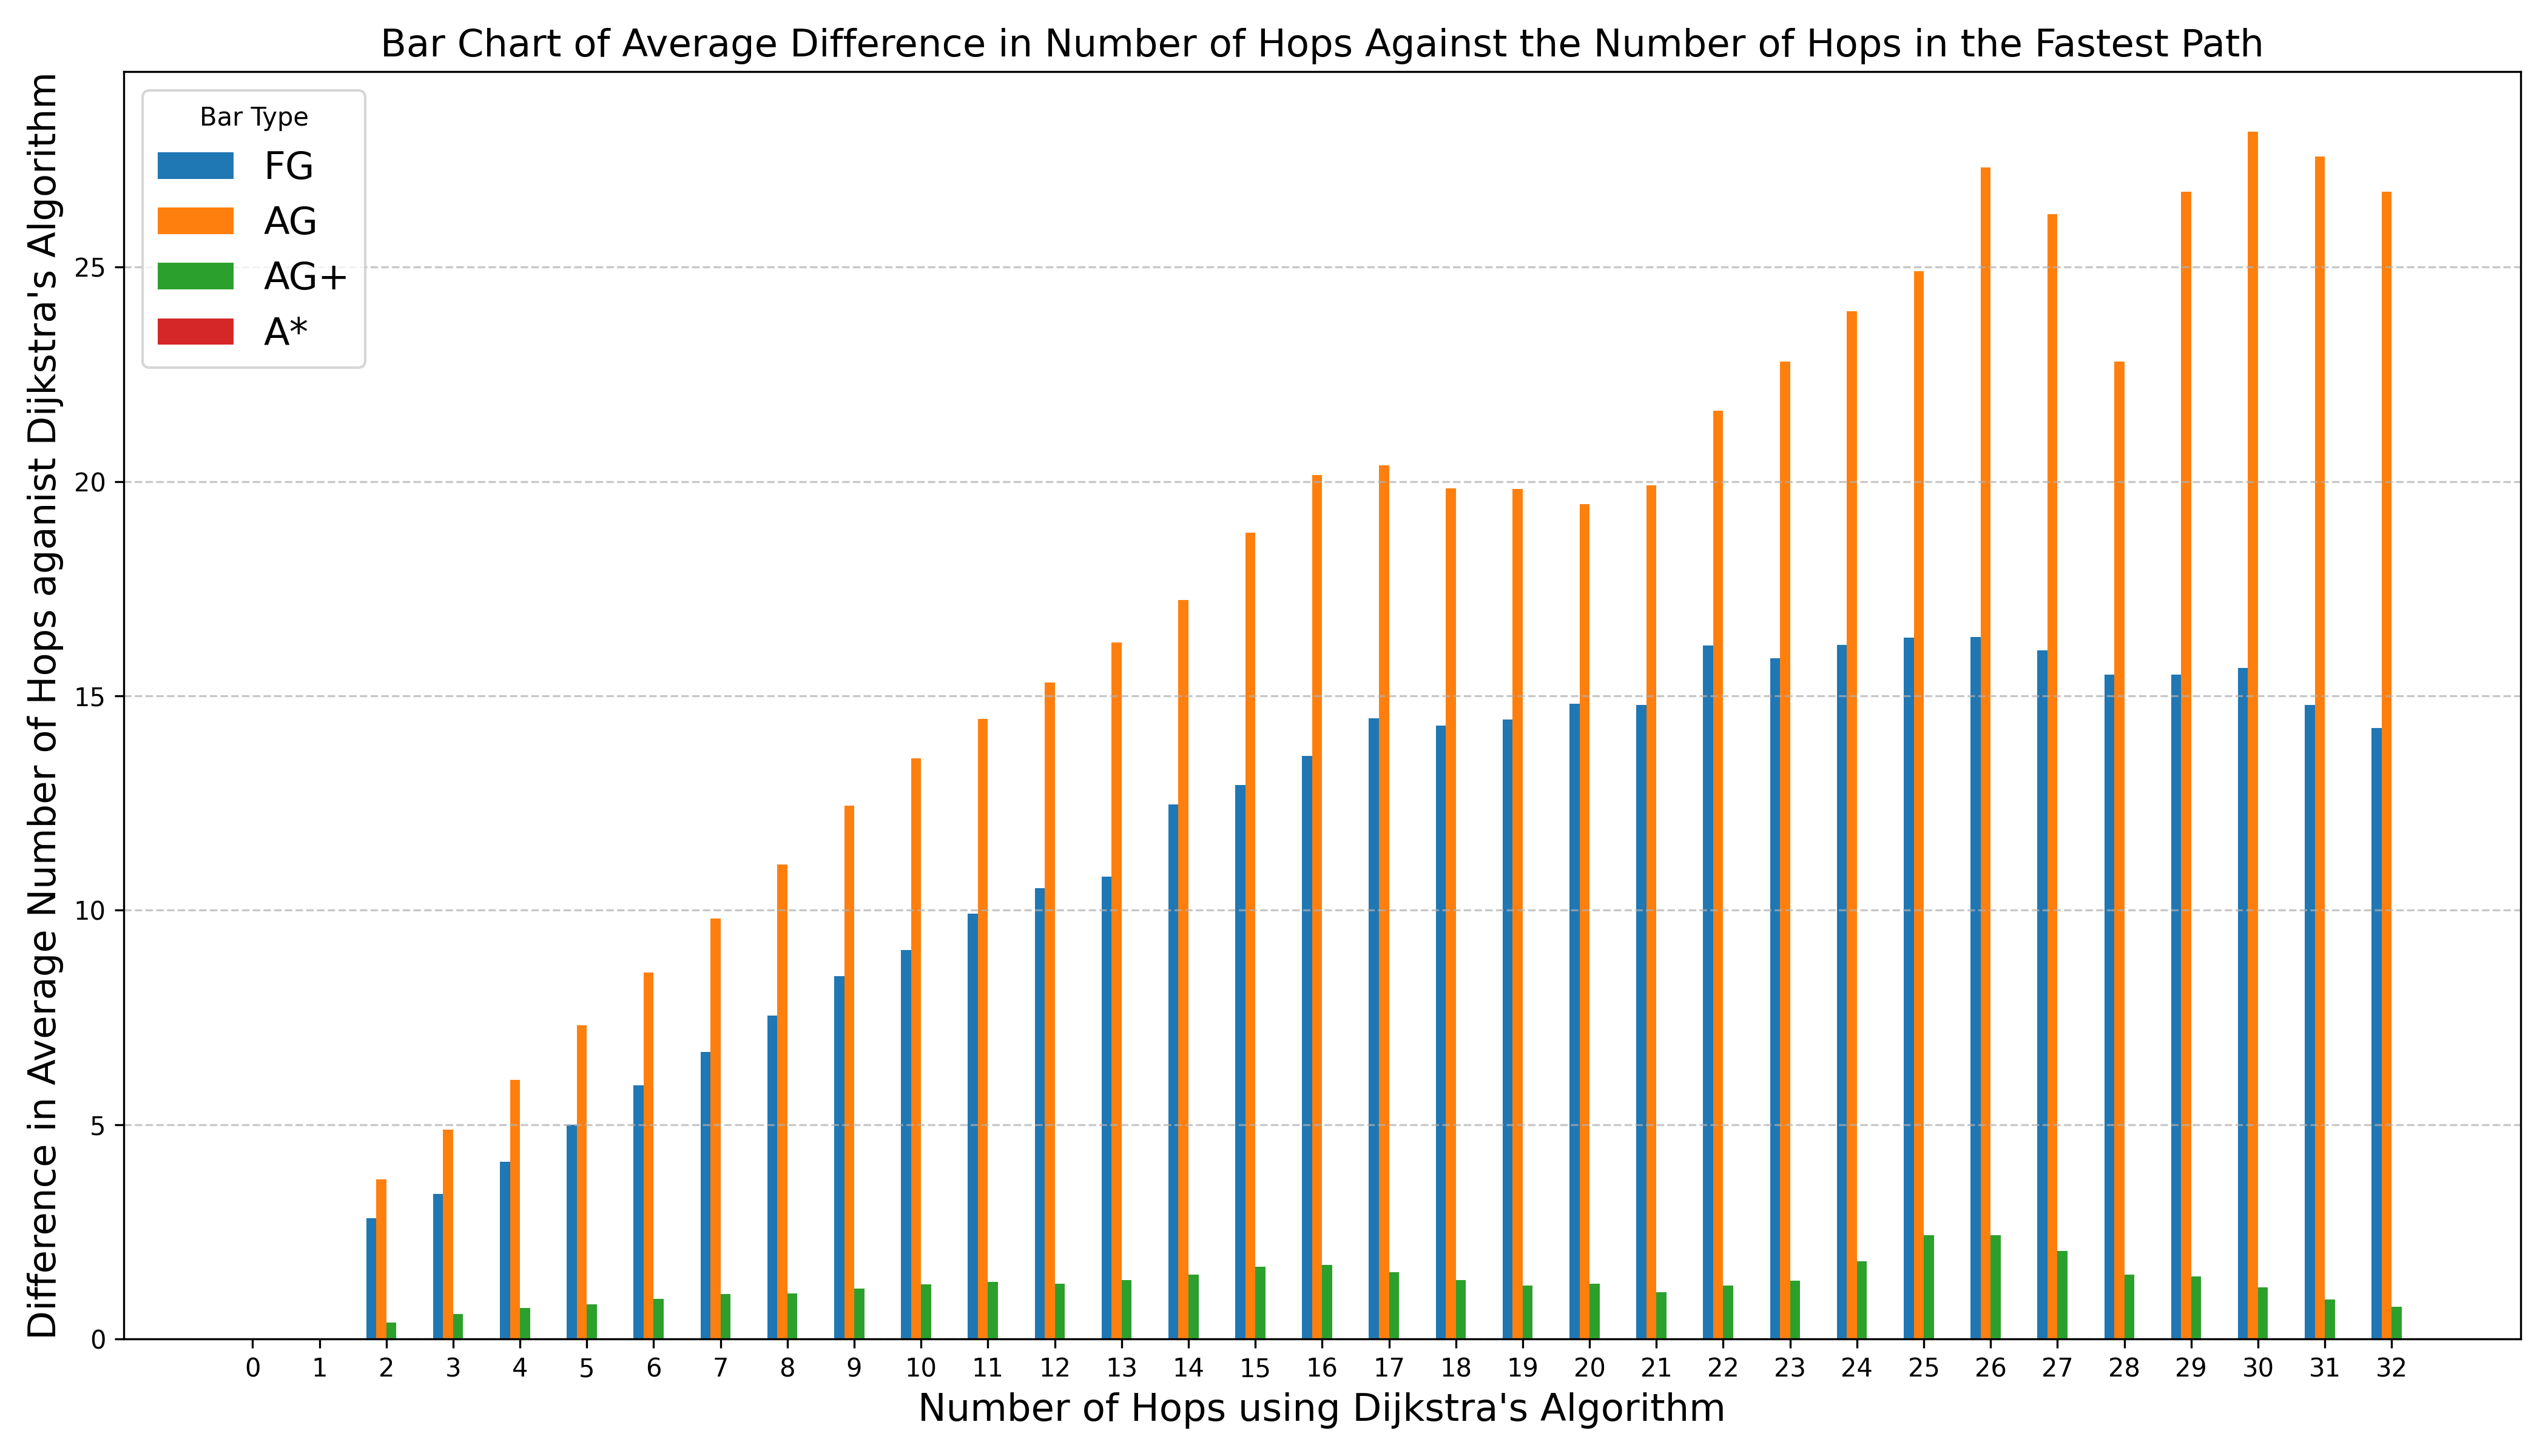 Bar Chart of Average Difference in Number of Hops Against the Number of Hops in the Fastest Path
Difference in Average Number of Hops aganist Dijkstra's Algorithm
Bar Type
FG
AG
AG+
A*
25
20
15
10
5
0
0 1 2 3 4 5 6 7 8 9 10 11 12 13 14 15 16 17 18 19 20 21 22 23 24 25 26 27 28 29 30 31 32
Number of Hops using Dijkstra's Algorithm